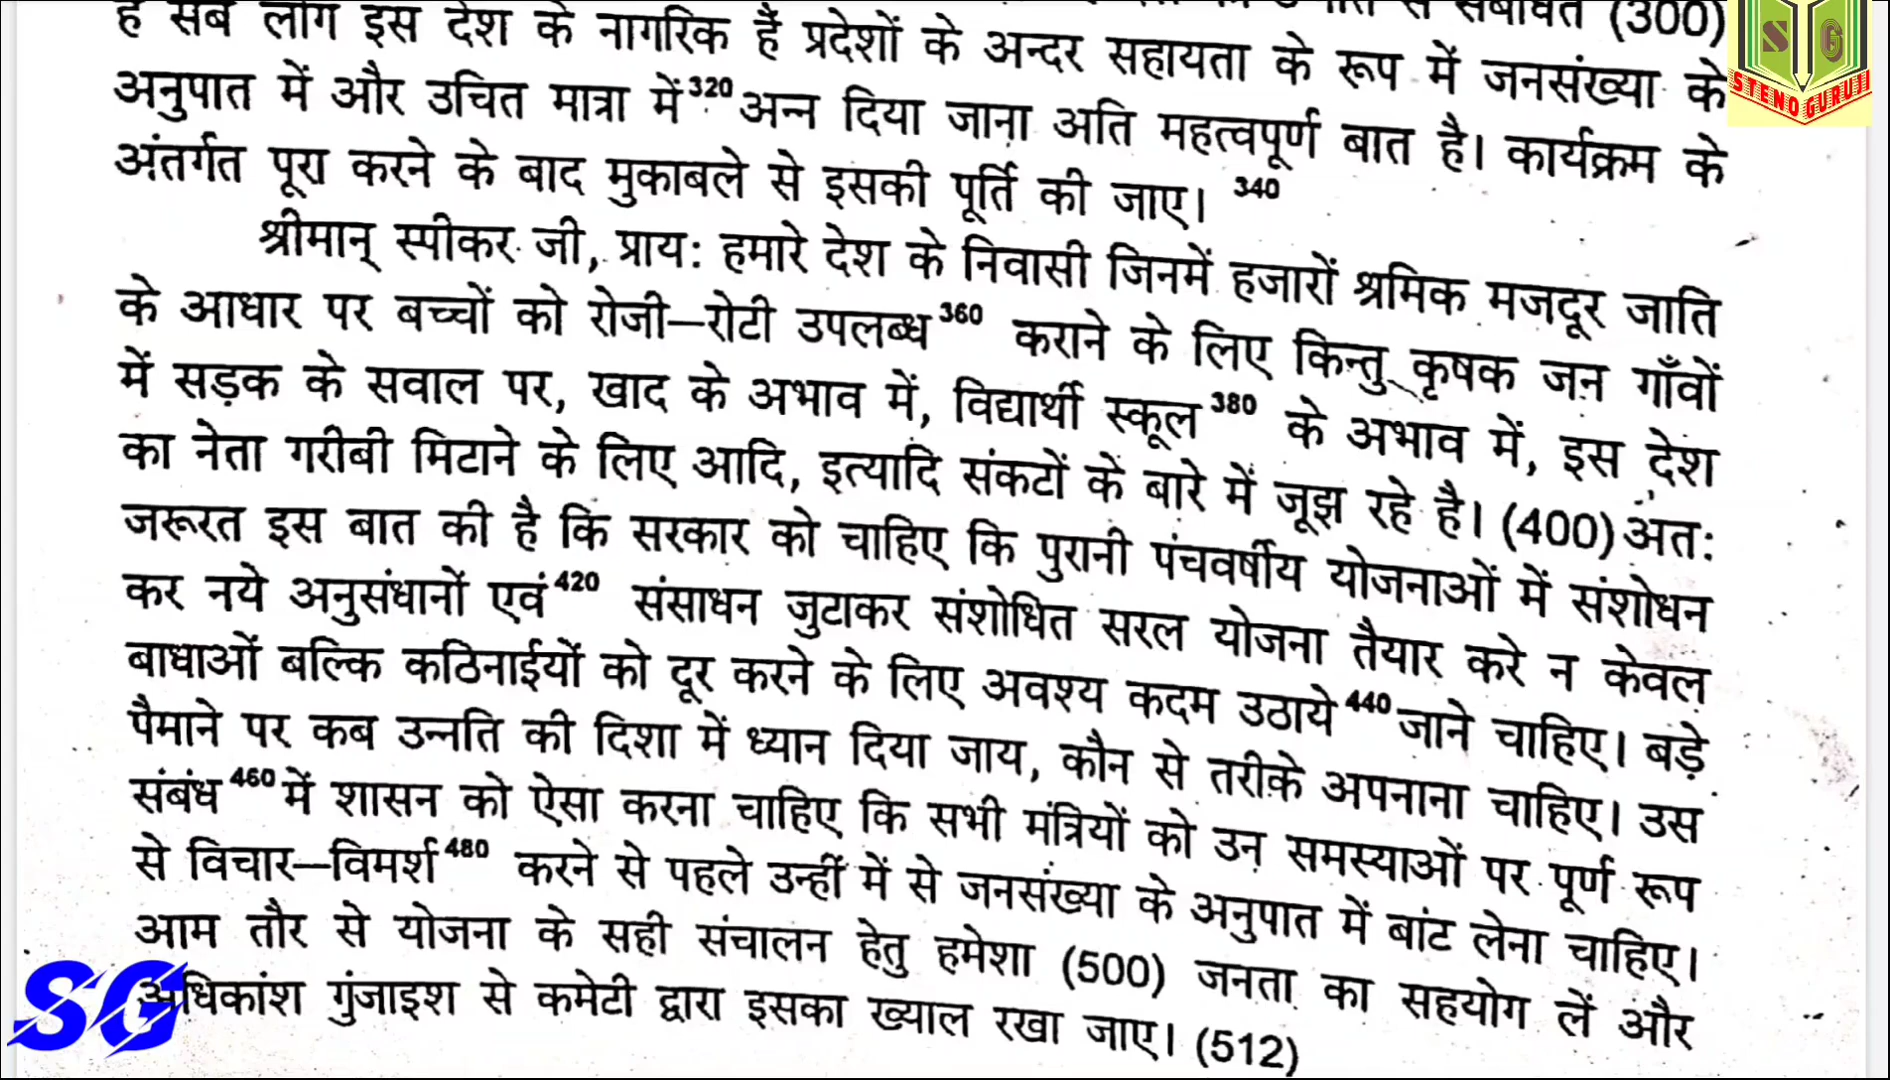 से संबंधित (300)
है सब लोग इस देश के नागरिक हैं प्रदेशों के अन्दर सहायता के रूप में जनसंख्या के
अनुपात में और उचित मात्रा में 320 अन्न दिया जाना अति महत्वपूर्ण बात है। कार्यक्रम के
अंतर्गत पूरा करने के बाद मुकाबले से इसकी पूर्ति की जाए। 340
श्रीमान् स्पीकर जी, प्रायः हमारे देश के निवासी जिनमें हजारों श्रमिक मजदूर जाति
के आधार पर बच्चों को रोजी–रोटी उपलब्ध 360 कराने के लिए किन्तु कृषक जन गाँवों
में सड़क के सवाल पर, खाद के अभाव में, विद्यार्थी स्कूल 380 के अभाव में, इस देश
का नेता गरीबी मिटाने के लिए आदि, इत्यादि संकटों के बारे में जूझ रहे है। (400) अतः
जरूरत इस बात की है कि सरकार को चाहिए कि पुरानी पंचवर्षीय योजनाओं में संशोधन
कर नये अनुसंधानों एवं 420 संसाधन जुटाकर संशोधित सरल योजना तैयार करे न केवल
बाधाओं बल्कि कठिनाईयों को दूर करने के लिए अवश्य कदम उठाये 440 जाने चाहिए। बड़े
पैमाने पर कब उन्नति की दिशा में ध्यान दिया जाय, कौन से तरीके अपनाना चाहिए। उस
संबंध 460 में शासन को ऐसा करना चाहिए कि सभी मंत्रियों को उन समस्याओं पर पूर्ण रूप
से विचार–विमर्श 480 करने से पहले उन्हीं में से जनसंख्या के अनुपात में बांट लेना चाहिए।
आम तौर से योजना के सही संचालन हेतु हमेशा (500) जनता का सहयोग लें और
अधिकांश गुंजाइश से कमेटी द्वारा इसका ख्याल रखा जाए। (512)
S G
STENO GURUJI
SG